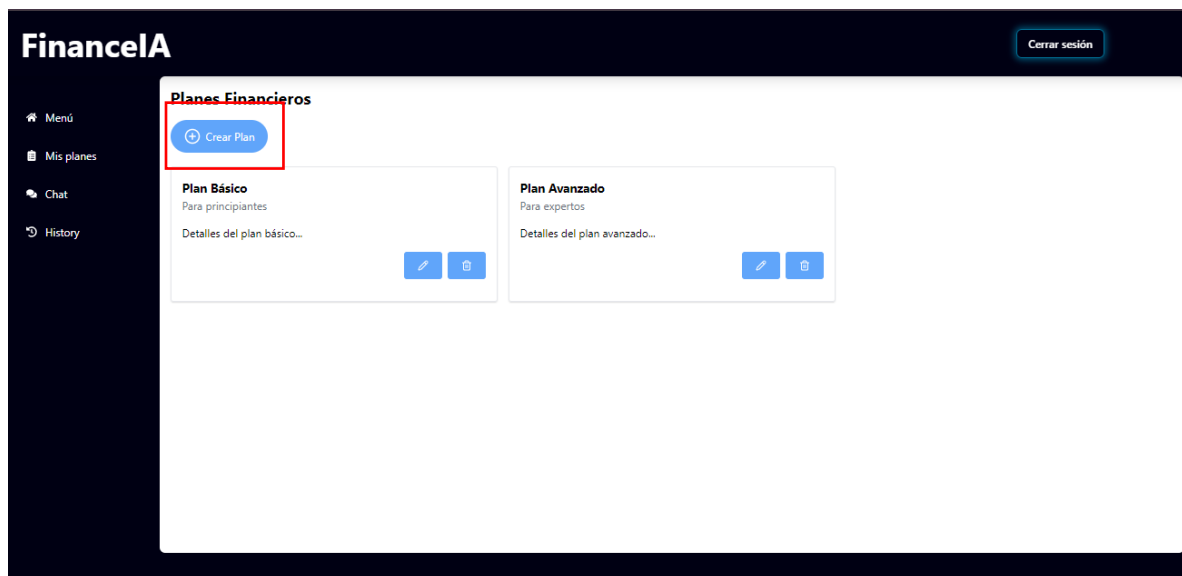 FinanceIA
Cerrar sesión
Menú
Mis planes
Chat
History
Planes Financieros
Crear Plan
Plan Básico
Para principiantes
Detalles del plan básico...
Plan Avanzado
Para expertos
Detalles del plan avanzado...